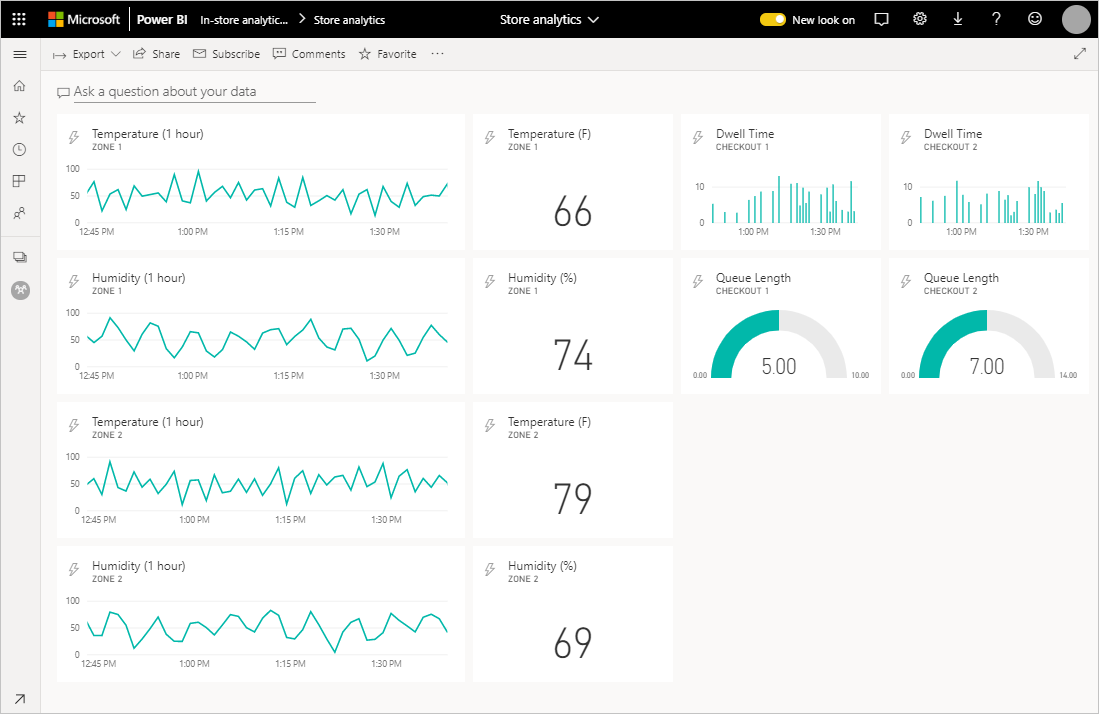 Microsoft Power BI In-store analytic... Store analytics Store analytics New look on
Export Share Subscribe Comments Favorite ...
Ask a question about your data
Temperature (1 hour)
ZONE 1
100
50
0
12:45 PM 1:00 PM 1:15 PM 1:30 PM
Temperature (F)
ZONE 1
66
Dwell Time
CHECKOUT 1
10
0
1:00 PM 1:30 PM
Dwell Time
CHECKOUT 2
10
0
1:00 PM 1:30 PM
Humidity (1 hour)
ZONE 1
100
50
0
12:45 PM 1:00 PM 1:15 PM 1:30 PM
Humidity (%)
ZONE 1
74
Queue Length
CHECKOUT 1
5.00
0.00 10.00
Queue Length
CHECKOUT 2
7.00
0.00 14.00
Temperature (1 hour)
ZONE 2
100
50
0
12:45 PM 1:00 PM 1:15 PM 1:30 PM
Temperature (F)
ZONE 2
79
Humidity (1 hour)
ZONE 2
100
50
0
12:45 PM 1:00 PM 1:15 PM 1:30 PM
Humidity (%)
ZONE 2
69